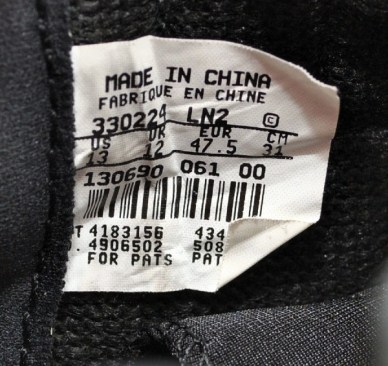 MADE IN CHINA
FABRIQUE EN CHINE
330224 LN2 ©
US UK EUR CM
13 12 47.5 31
130690 061 00
T 4183156 434
. 4906502 508
FOR PATS PAT